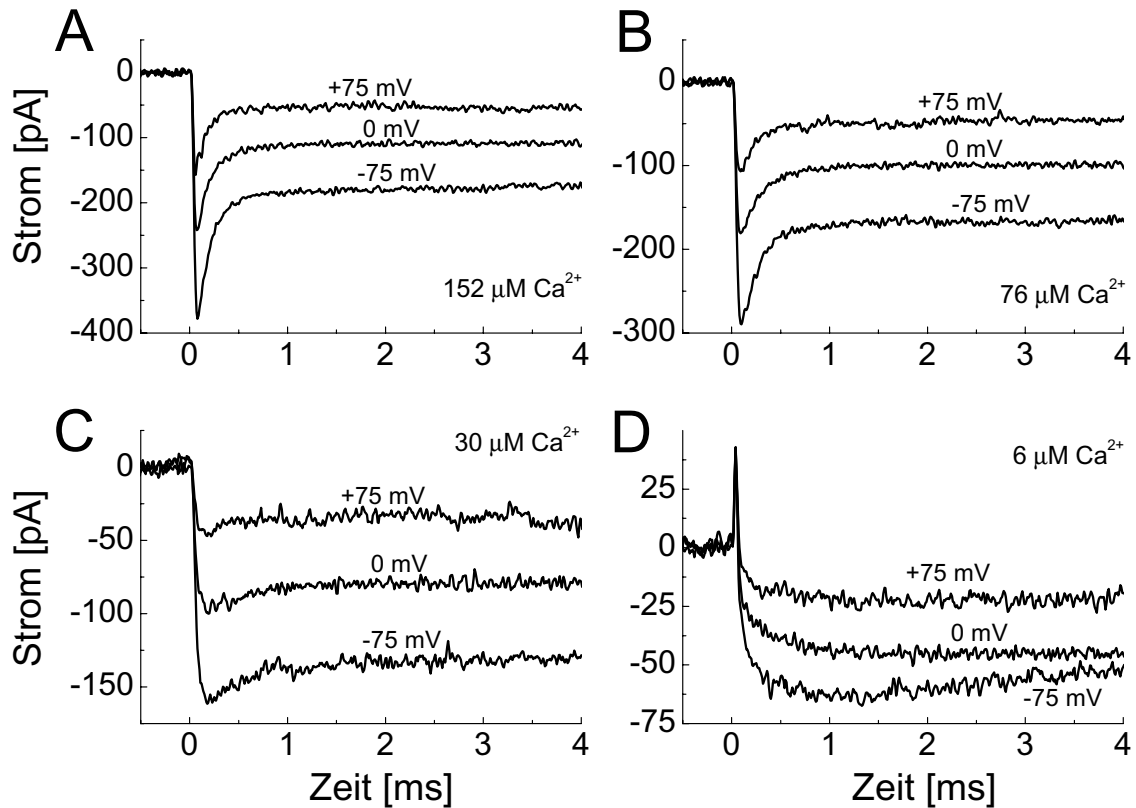 A
Strom [pA]
0
-100
-200
-300
-400
+75 mV
0 mV
-75 mV
152 μM Ca²⁺
0 1 2 3 4
B
0
-100
-200
-300
+75 mV
0 mV
-75 mV
76 μM Ca²⁺
0 1 2 3 4
C
Strom [pA]
0
-50
-100
-150
30 μM Ca²⁺
+75 mV
0 mV
-75 mV
0 1 2 3 4
Zeit [ms]
D
25
0
-25
-50
-75
6 μM Ca²⁺
+75 mV
0 mV
-75 mV
0 1 2 3 4
Zeit [ms]